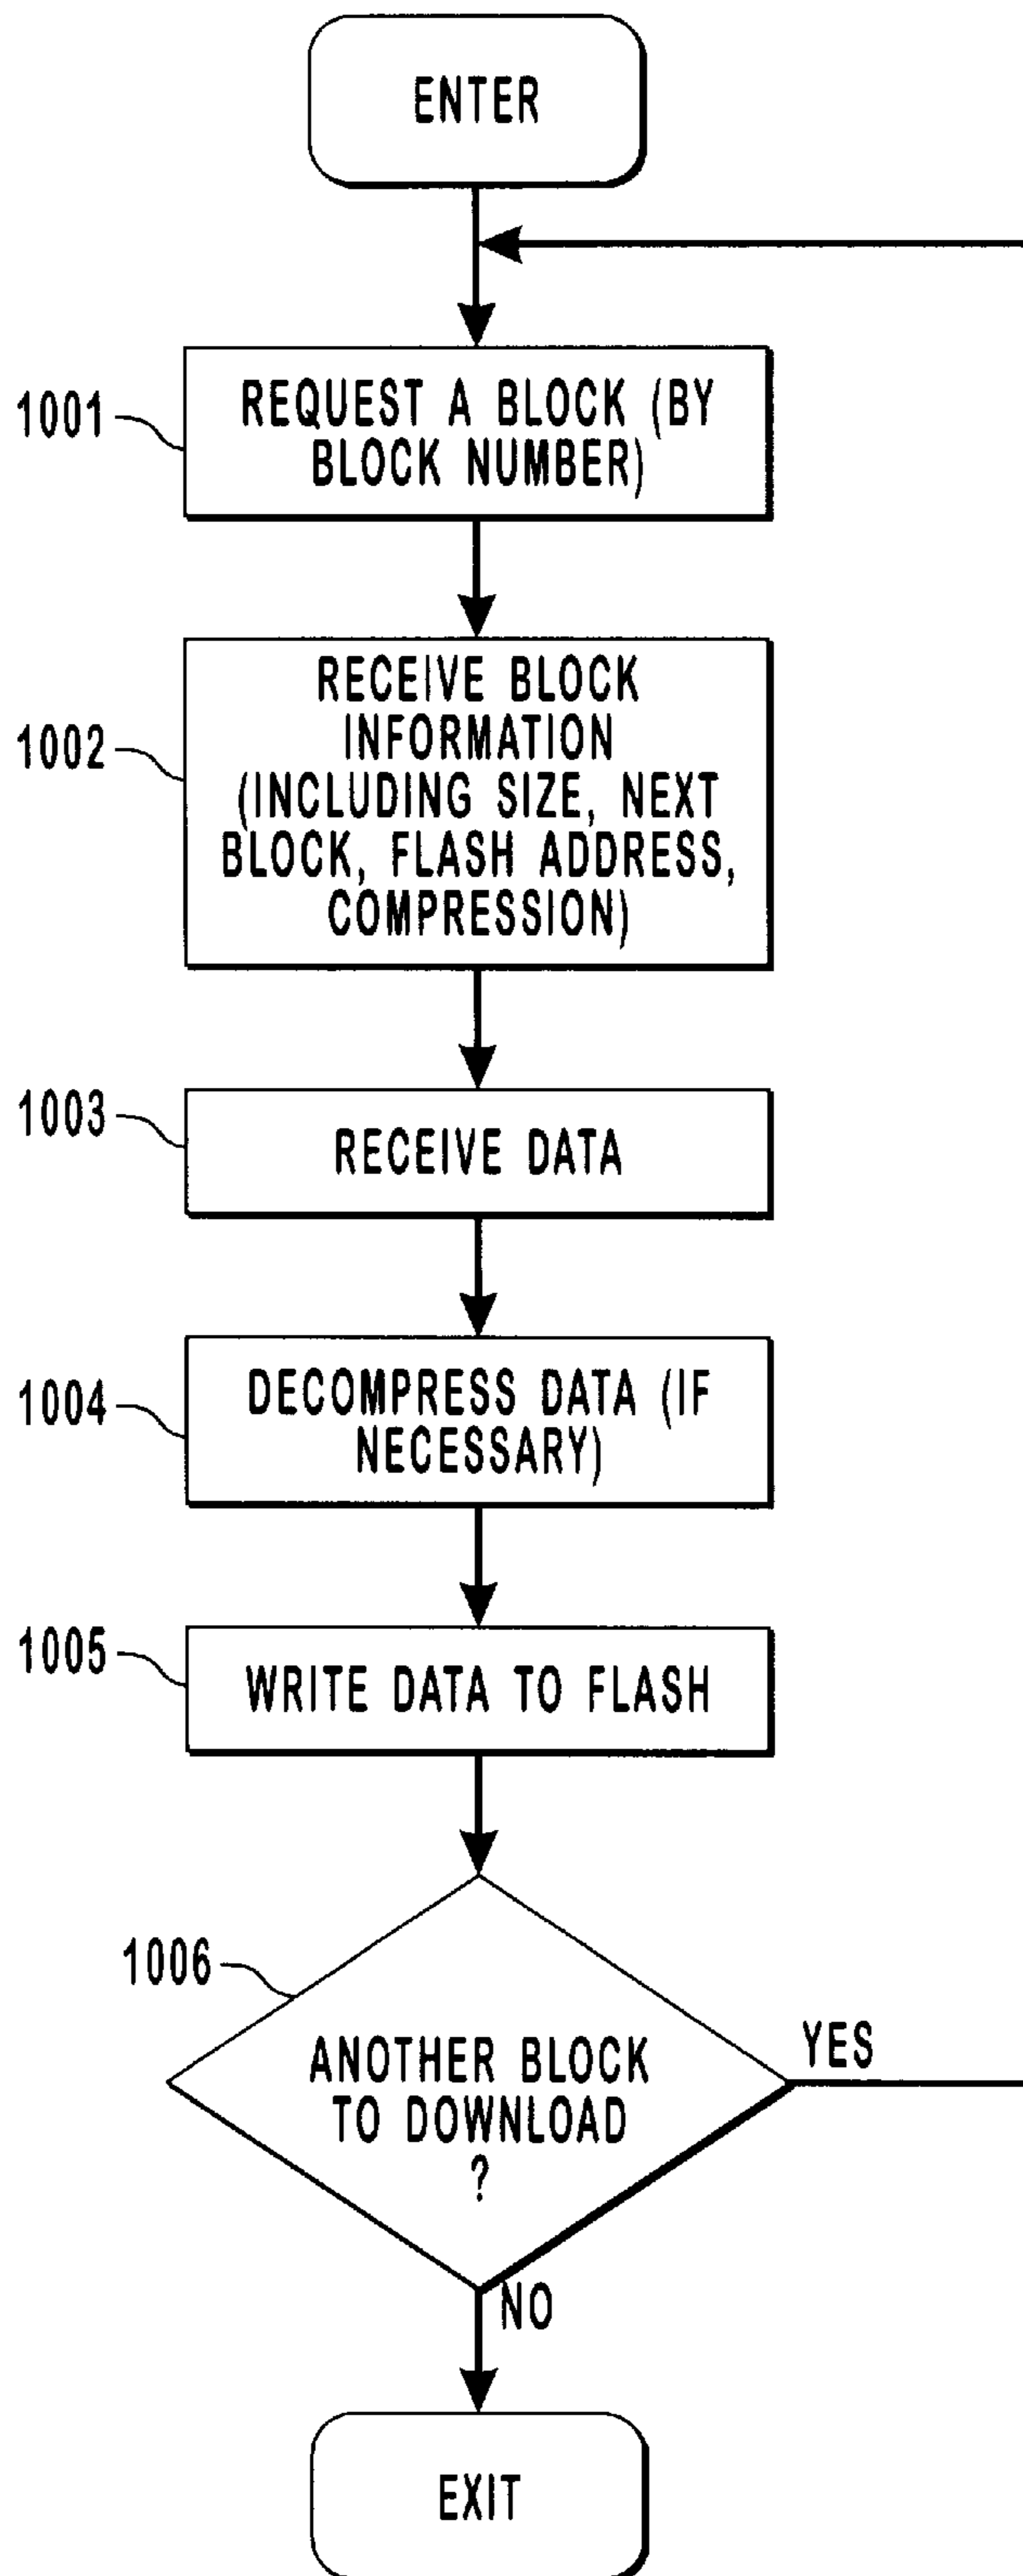 ENTER
1001
REQUEST A BLOCK (BY
BLOCK NUMBER)
1002
RECEIVE BLOCK
INFORMATION
(INCLUDING SIZE, NEXT
BLOCK, FLASH ADDRESS,
COMPRESSION)
1003
RECEIVE DATA
1004
DECOMPRESS DATA (IF
NECESSARY)
1005
WRITE DATA TO FLASH
1006
ANOTHER BLOCK
TO DOWNLOAD
?
YES
NO
EXIT